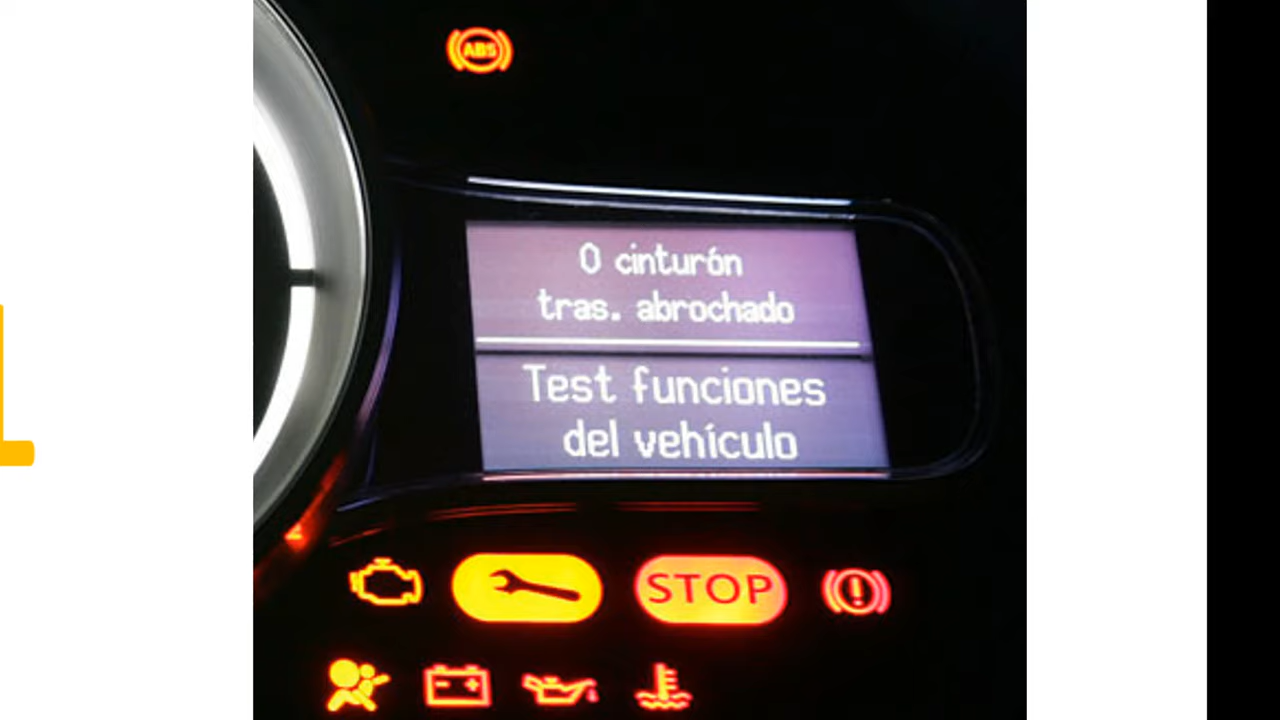 ABS
0 cinturón
tras. abrochado
Test funciones
del vehículo
STOP